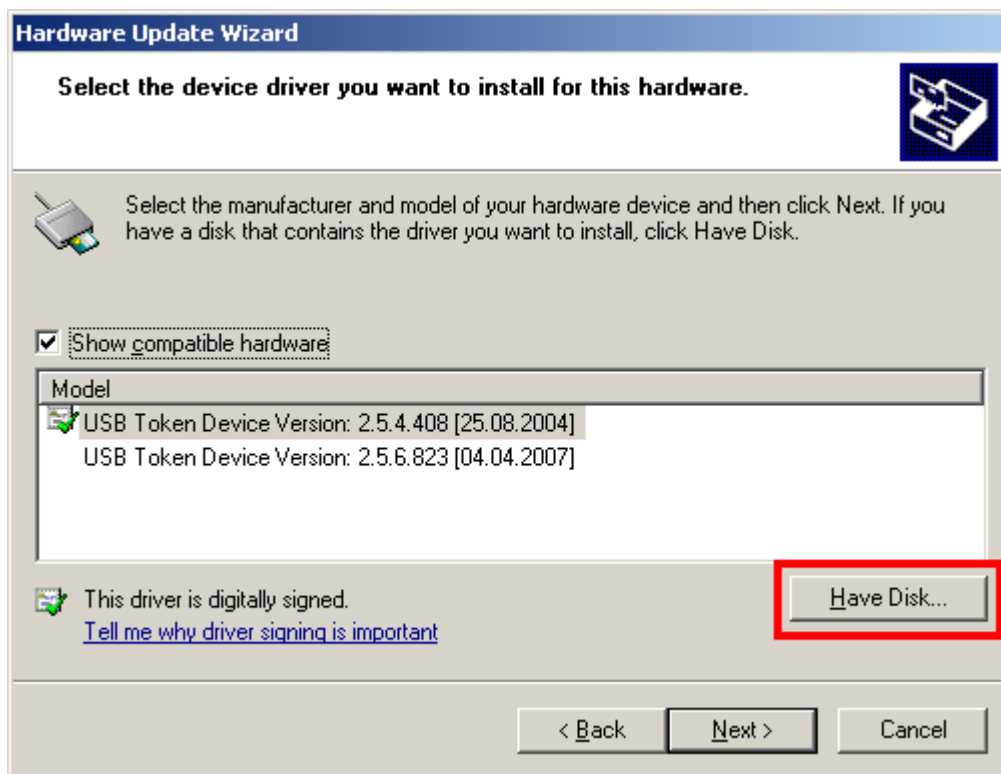 Hardware Update Wizard
Select the device driver you want to install for this hardware.
Select the manufacturer and model of your hardware device and then click Next. If you
have a disk that contains the driver you want to install, click Have Disk.
Show compatible hardware
Model
USB Token Device Version: 2.5.4.408 [25.08.2004]
USB Token Device Version: 2.5.6.823 [04.04.2007]
This driver is digitally signed.
Have Disk...
Tell me why driver signing is important
< Back
Next >
Cancel